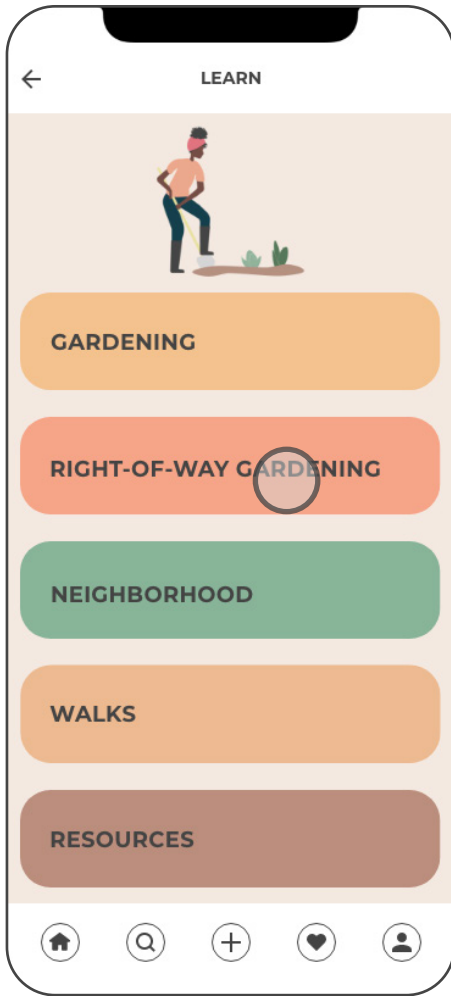 LEARN
GARDENING
RIGHT-OF-WAY GARDENING
NEIGHBORHOOD
WALKS
RESOURCES